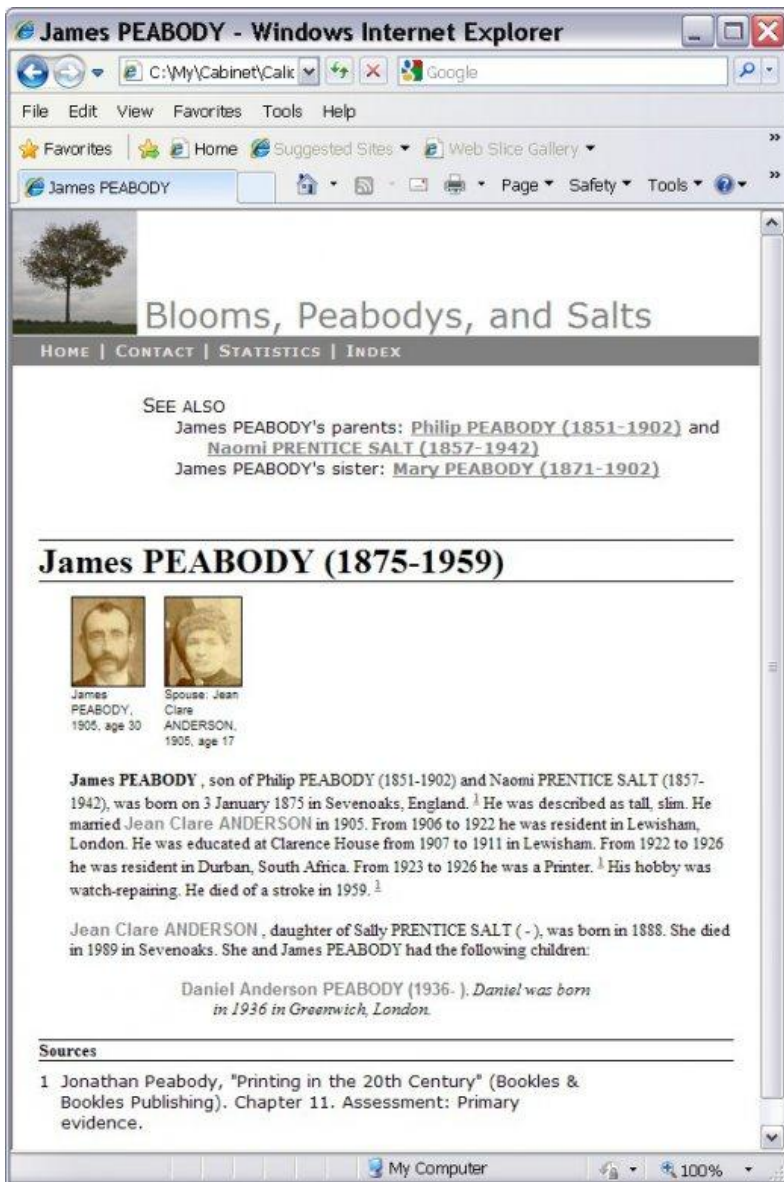 James PEABODY - Windows Internet Explorer
C:\My\Cabinet\Calic
Google
File Edit View Favorites Tools Help
Favorites Home Suggested Sites Web Slice Gallery
James PEABODY Page Safety Tools
Blooms, Peabodys, and Salts
HOME | CONTACT | STATISTICS | INDEX
SEE ALSO
James PEABODY's parents: Philip PEABODY (1851-1902) and
Naomi PRENTICE SALT (1857-1942)
James PEABODY's sister: Mary PEABODY (1871-1902)
James PEABODY (1875-1959)
James
PEABODY,
1905, age 30
Spouse: Jean
Clare
ANDERSON,
1905, age 17
James PEABODY , son of Philip PEABODY (1851-1902) and Naomi PRENTICE SALT (1857-
1942), was born on 3 January 1875 in Sevenoaks, England. 1 He was described as tall, slim. He
married Jean Clare ANDERSON in 1905. From 1906 to 1922 he was resident in Lewisham,
London. He was educated at Clarence House from 1907 to 1911 in Lewisham. From 1922 to 1926
he was resident in Durban, South Africa. From 1923 to 1926 he was a Printer. 1 His hobby was
watch-repairing. He died of a stroke in 1959. 1
Jean Clare ANDERSON , daughter of Sally PRENTICE SALT ( - ), was born in 1888. She died
in 1989 in Sevenoaks. She and James PEABODY had the following children:
Daniel Anderson PEABODY (1936- ). Daniel was born
in 1936 in Greenwich, London.
Sources
1 Jonathan Peabody, "Printing in the 20th Century" (Bookles &
Bookles Publishing). Chapter 11. Assessment: Primary
evidence.
My Computer 100%